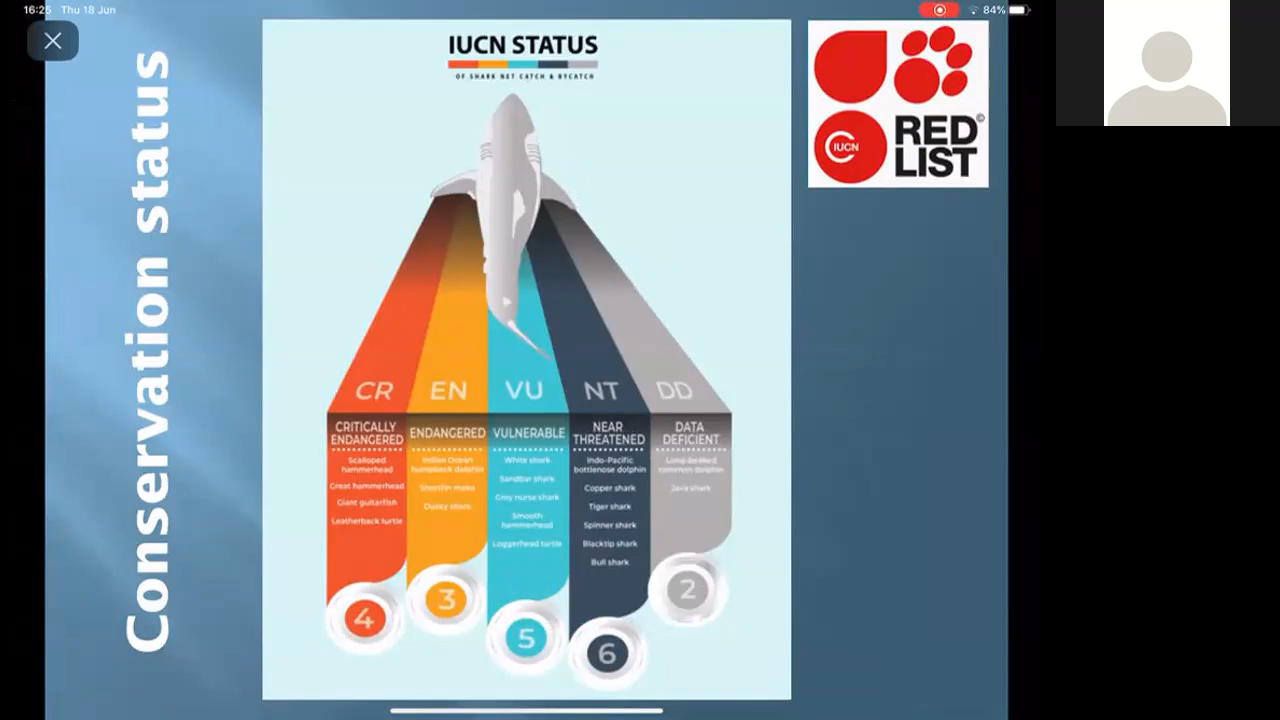 16:25 Thu 18 Jun
84%
Conservation status
IUCN STATUS
OF SHARK NET CATCH & BYCATCH
IUCN
RED
LIST
©
CR EN VU NT DD
CRITICALLY
ENDANGERED
Scalloped
hammerhead
Great hammerhead
Giant guitarfish
Leatherback turtle
4
ENDANGERED
Indian Ocean
humpback dolphin
Shortfin mako
Dusky shark
3
VULNERABLE
White shark
Sandbar shark
Grey nurse shark
Smooth
hammerhead
Loggerhead turtle
5
NEAR
THREATENED
Indo-Pacific
bottlenose dolphin
Copper shark
Tiger shark
Spinner shark
Blacktip shark
Bull shark
6
DATA
DEFICIENT
Long-beaked
common dolphin
Java shark
2